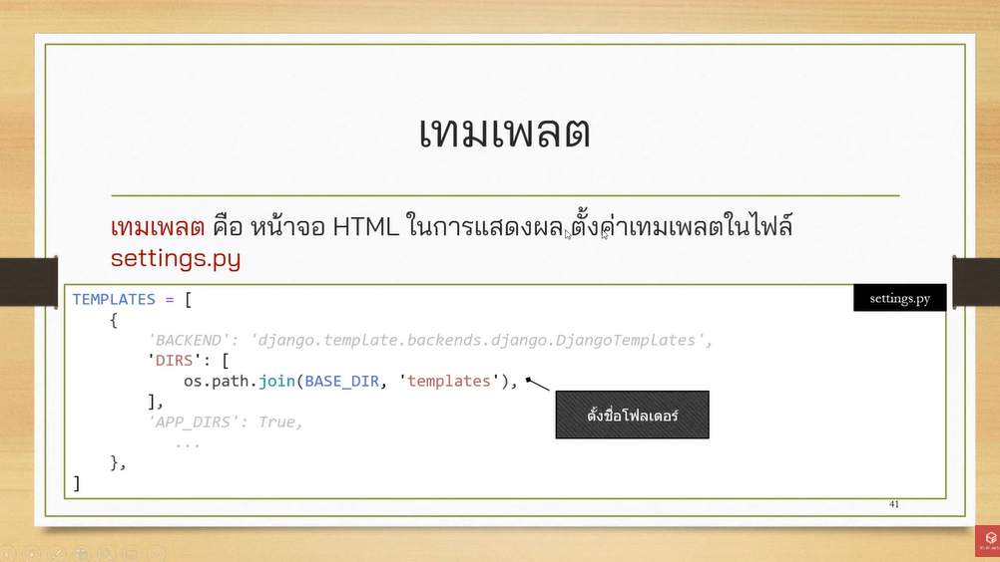 เทมเพลต
เทมเพลต คือ หน้าจอ HTML ในการแสดงผล ตั้งค่าเทมเพลตในไฟล์
settings.py
settings.py
TEMPLATES = [
{
'BACKEND': 'django.template.backends.django.DjangoTemplates',
'DIRS': [
os.path.join(BASE_DIR, 'templates'),
ตั้งชื่อโฟลเดอร์
],
'APP_DIRS': True,
...
},
]
41